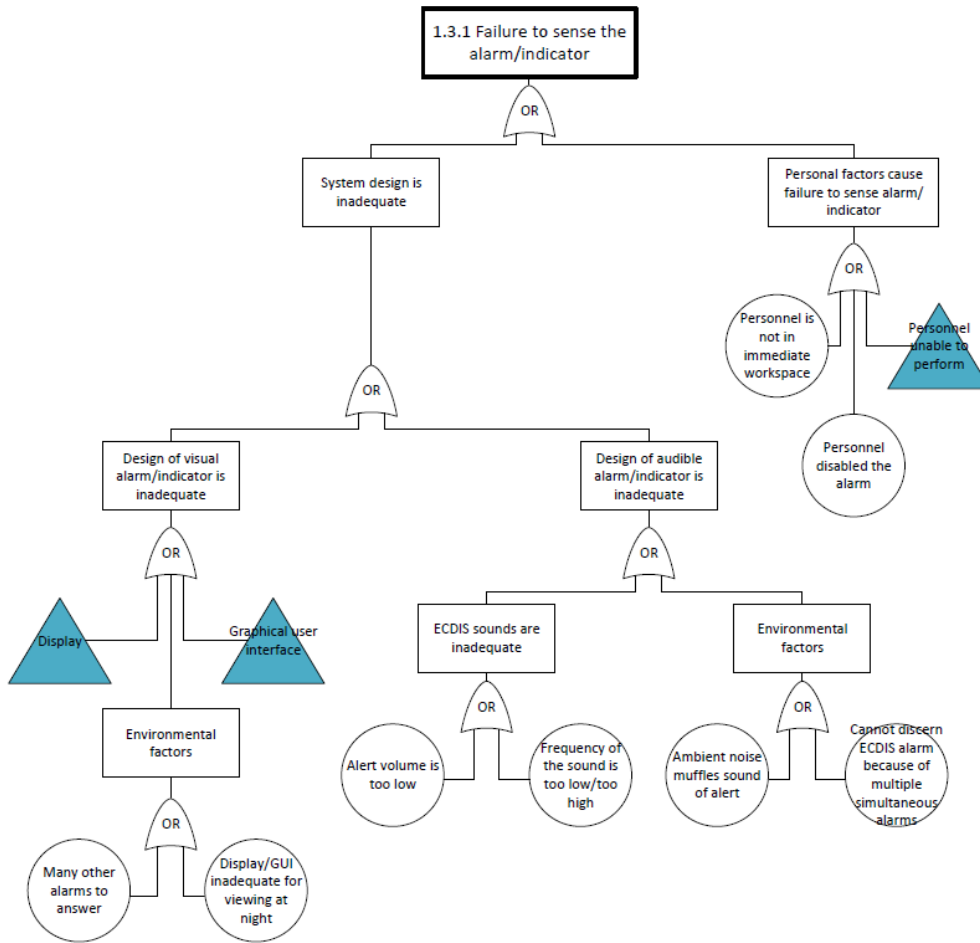 1.3.1 Failure to sense the
alarm/indicator
OR
System design is
inadequate
Personal factors cause
failure to sense alarm/
indicator
OR
Personnel is
not in
immediate
workspace
Personnel
unable to
perform
Personnel
disabled the
alarm
OR
Design of visual
alarm/indicator is
inadequate
Design of audible
alarm/indicator is
inadequate
OR
OR
Display
Graphical user
interface
ECDIS sounds are
inadequate
Environmental
factors
Environmental
factors
OR
OR
Alert volume is
too low
Frequency of
the sound is
too low/too
high
Ambient noise
muffles sound
of alert
Cannot discern
ECDIS alarm
because of
multiple
simultaneous
alarms
OR
Many other
alarms to
answer
Display/GUI
inadequate for
viewing at
night